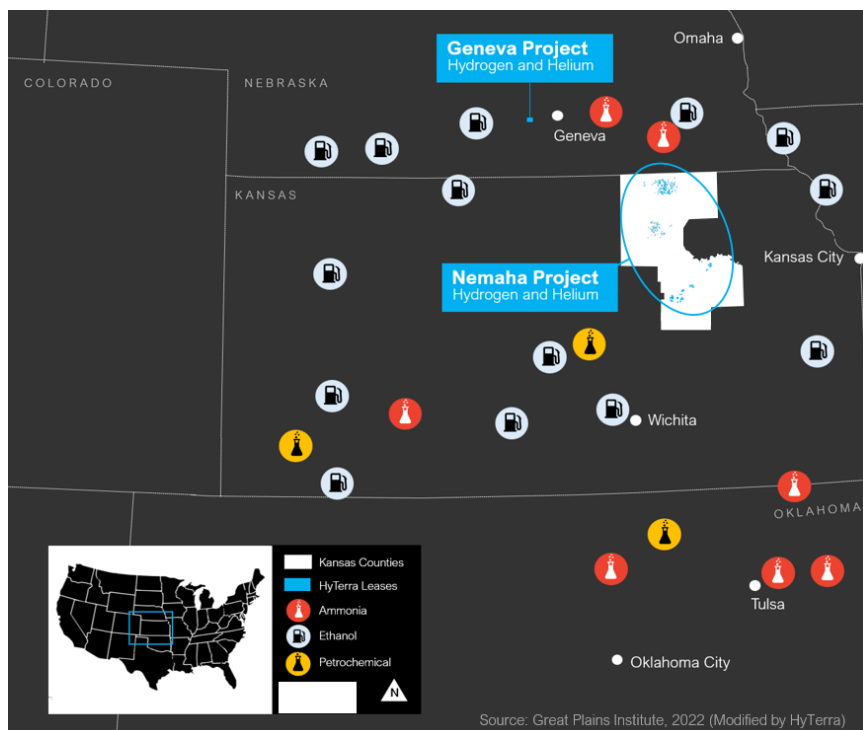 Geneva Project
Hydrogen and Helium
Omaha
COLORADO
NEBRASKA
Geneva
KANSAS
Kansas City
Nemaha Project
Hydrogen and Helium
Wichita
OKLAHOMA
Tulsa
Oklahoma City
Kansas Counties
HyTerra Leases
Ammonia
Ethanol
Petrochemical
N
Source: Great Plains Institute, 2022 (Modified by HyTerra)